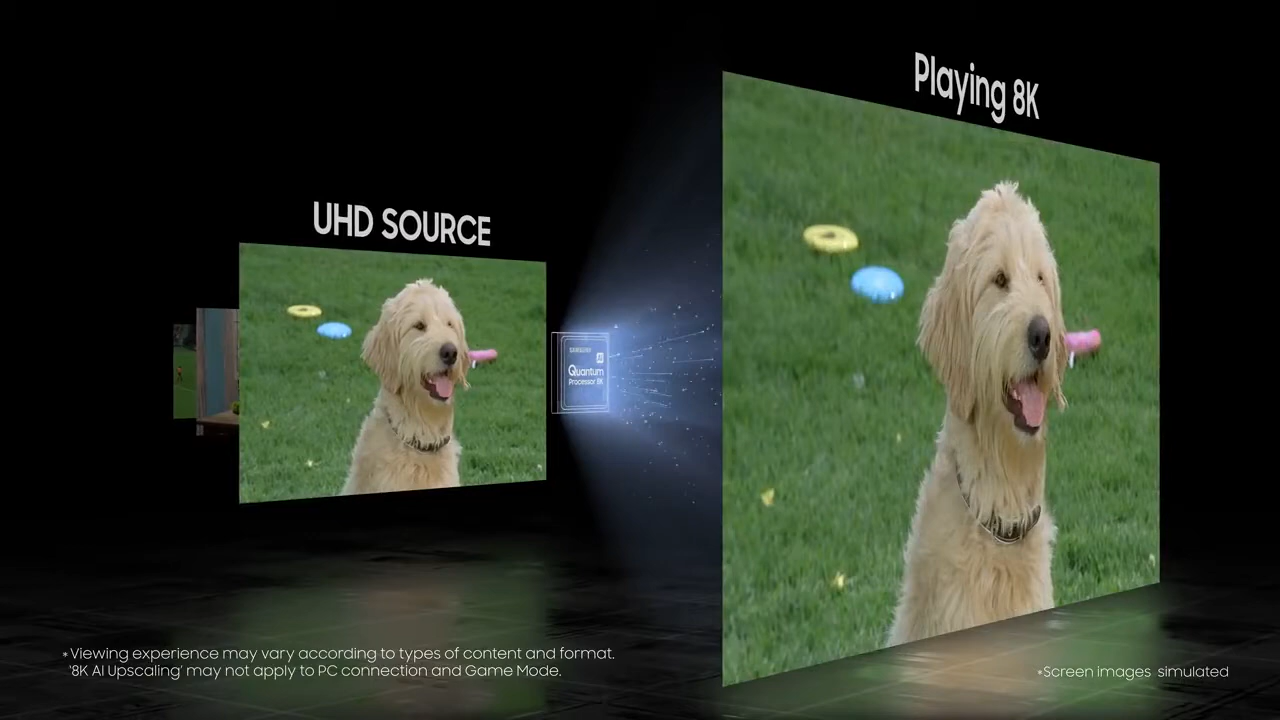 Playing 8K
UHD SOURCE
SAMSUNG
AI
Quantum
Processor 8K
*Viewing experience may vary according to types of content and format.
'8K AI Upscaling' may not apply to PC connection and Game Mode.
*Screen images simulated